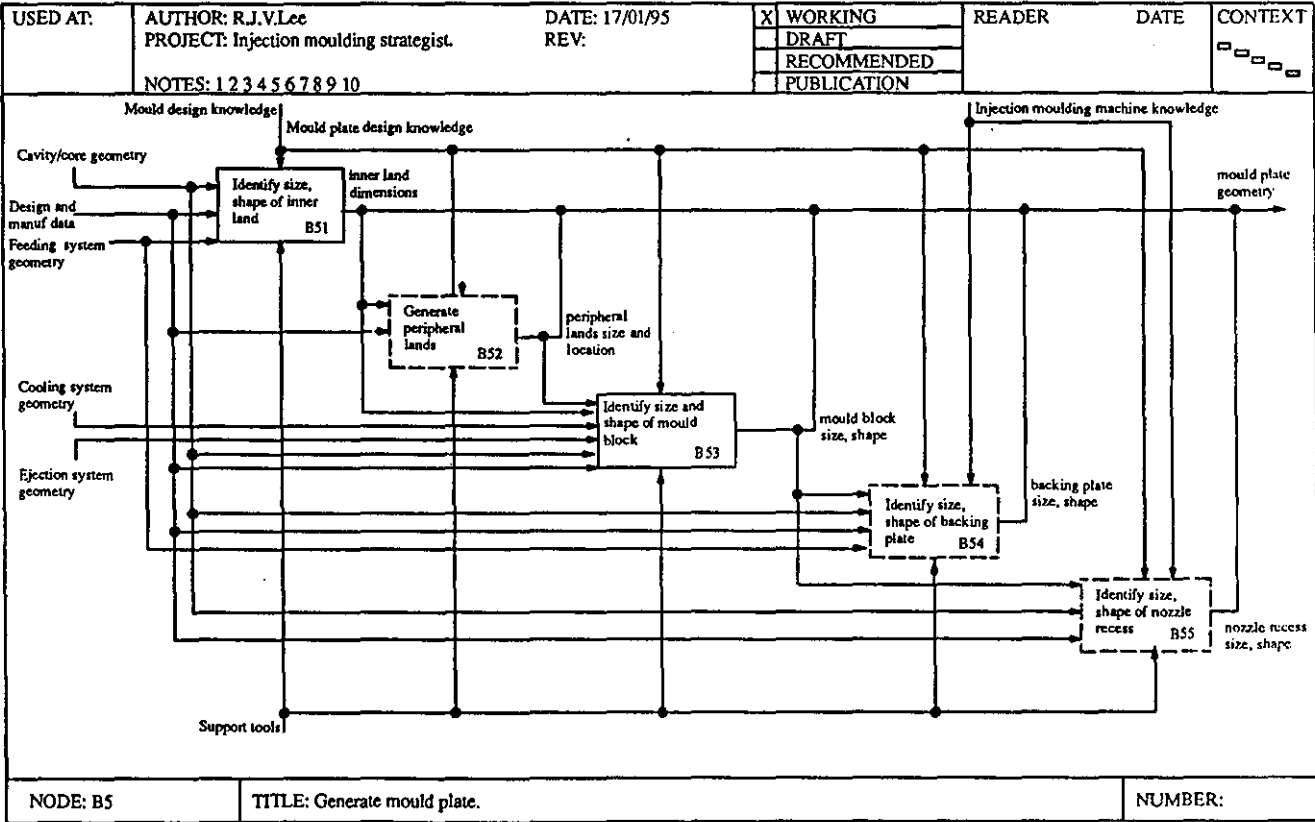 USED AT:
AUTHOR: R.J.V.Lee
DATE: 17/01/95
PROJECT: Injection moulding strategist.
REV:
NOTES: 1 2 3 4 5 6 7 8 9 10
X WORKING
DRAFT
RECOMMENDED
PUBLICATION
READER
DATE
CONTEXT
Mould design knowledge
Mould plate design knowledge
Injection moulding machine knowledge
Cavity/core geometry
Design and
manuf data
Feeding system
geometry
Identify size,
shape of inner
land
B51
inner land
dimensions
mould plate
geometry
Generate
peripheral
lands
B52
peripheral
lands size and
location
Cooling system
geometry
Ejection system
geometry
Identify size and
shape of mould
block
B53
mould block
size, shape
Identify size,
shape of backing
plate
B54
backing plate
size, shape
Identify size,
shape of nozzle
recess
B55
nozzle recess
size, shape
Support tools
NODE: B5
TITLE: Generate mould plate.
NUMBER: